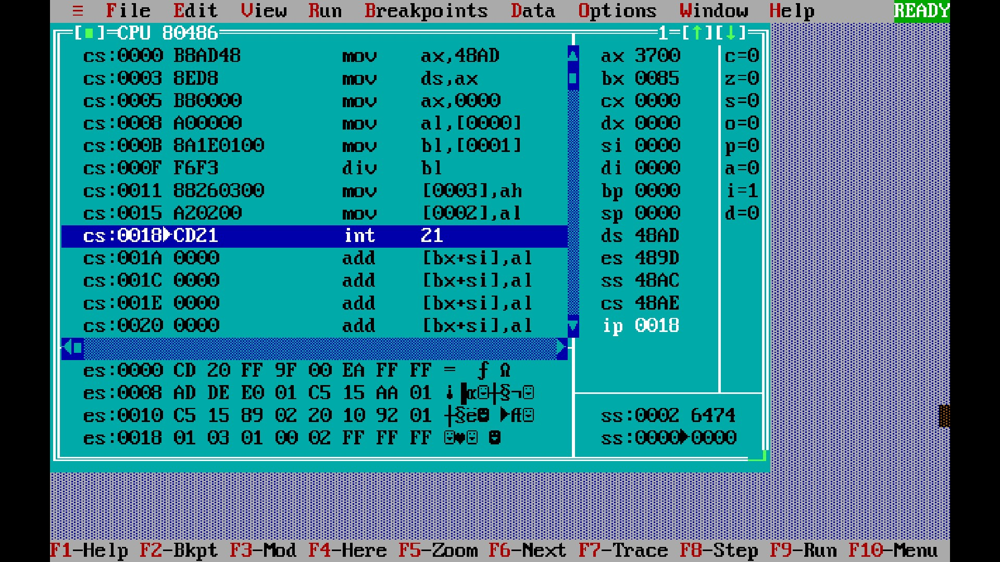 ≡ File Edit View Run Breakpoints Data Options Window Help READY
[■]=CPU 80486 1=[↑][↓]
cs:0000 B8AD48 mov ax,48AD ax 3700 c=0
cs:0003 8ED8 mov ds,ax bx 0085 z=0
cs:0005 B80000 mov ax,0000 cx 0000 s=0
cs:0008 A00000 mov al,[0000] dx 0000 o=0
cs:000B 8A1E0100 mov bl,[0001] si 0000 p=0
cs:000F F6F3 div bl di 0000 a=0
cs:0011 88260300 mov [0003],ah bp 0000 i=1
cs:0015 A20200 mov [0002],al sp 0000 d=0
cs:0018►CD21 int 21 ds 48AD
cs:001A 0000 add [bx+si],al es 489D
cs:001C 0000 add [bx+si],al ss 48AC
cs:001E 0000 add [bx+si],al cs 48AE
cs:0020 0000 add [bx+si],al ip 0018
es:0000 CD 20 FF 9F 00 EA FF FF = ƒ Ω
es:0008 AD DE E0 01 C5 15 AA 01 ¡▐α☺┼§¬☺
es:0010 C5 15 89 02 20 10 92 01 ┼§ë☻ ►Æ☺ ss:0002 6474
es:0018 01 03 01 00 02 FF FF FF ☺♥☺ ☻ ss:0000►0000
F1-Help F2-Bkpt F3-Mod F4-Here F5-Zoom F6-Next F7-Trace F8-Step F9-Run F10-Menu